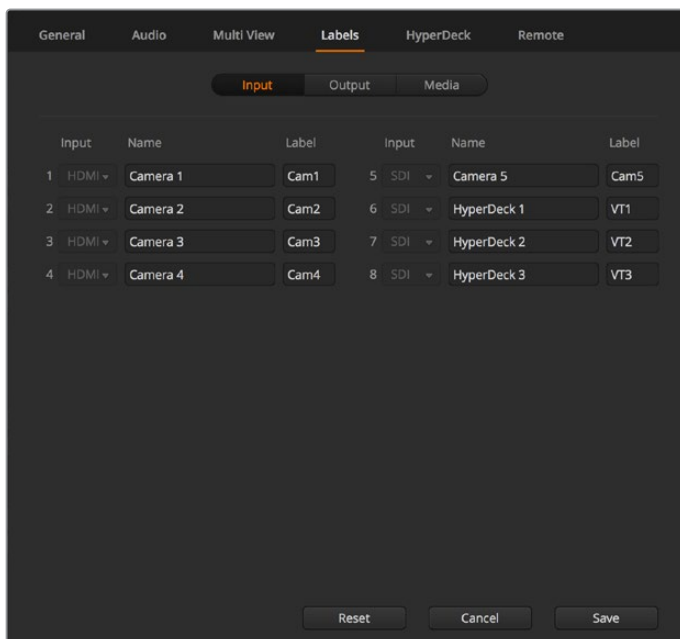 General Audio Multi View Labels HyperDeck Remote
Input Output Media
Input Name Label Input Name Label
1 HDMI Camera 1 Cam1 5 SDI Camera 5 Cam5
2 HDMI Camera 2 Cam2 6 SDI HyperDeck 1 VT1
3 HDMI Camera 3 Cam3 7 SDI HyperDeck 2 VT2
4 HDMI Camera 4 Cam4 8 SDI HyperDeck 3 VT3
Reset Cancel Save